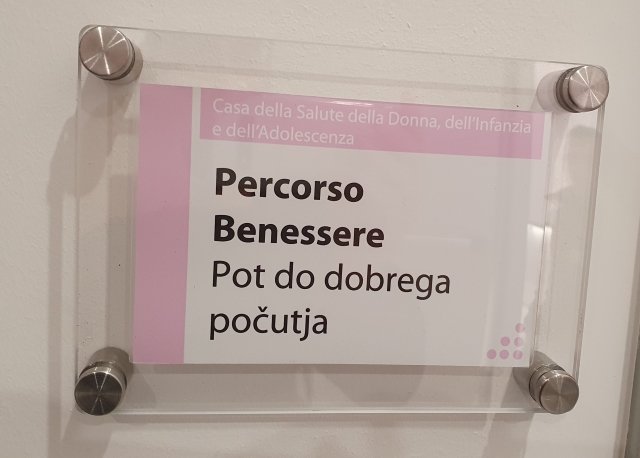 Casa della Salute della Donna, dell'Infanzia
e dell'Adolescenza
Percorso
Benessere
Pot do dobrega
počutja